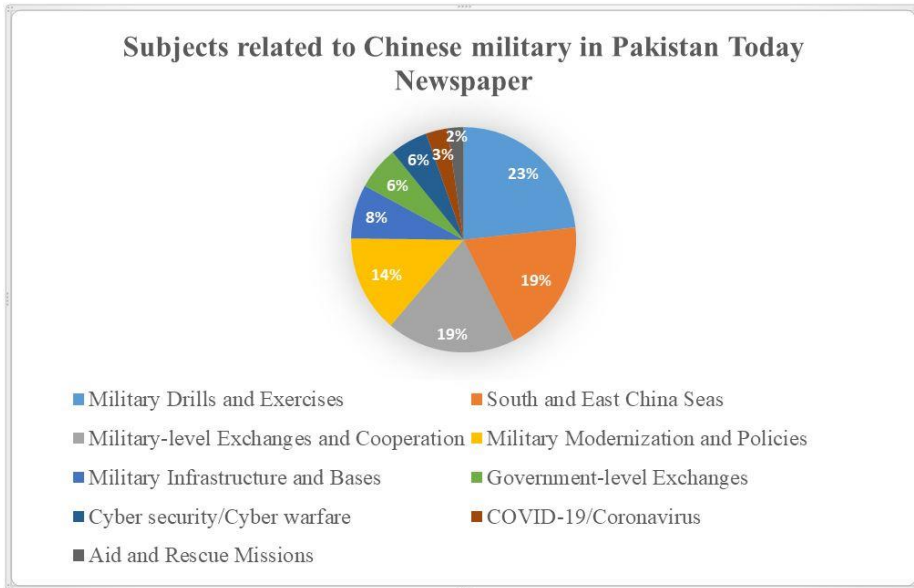 Subjects related to Chinese military in Pakistan Today
Newspaper
2%
3%
6%
23%
6%
8%
14%
19%
19%
Military Drills and Exercises
South and East China Seas
Military-level Exchanges and Cooperation
Military Modernization and Policies
Military Infrastructure and Bases
Government-level Exchanges
Cyber security/Cyber warfare
COVID-19/Coronavirus
Aid and Rescue Missions